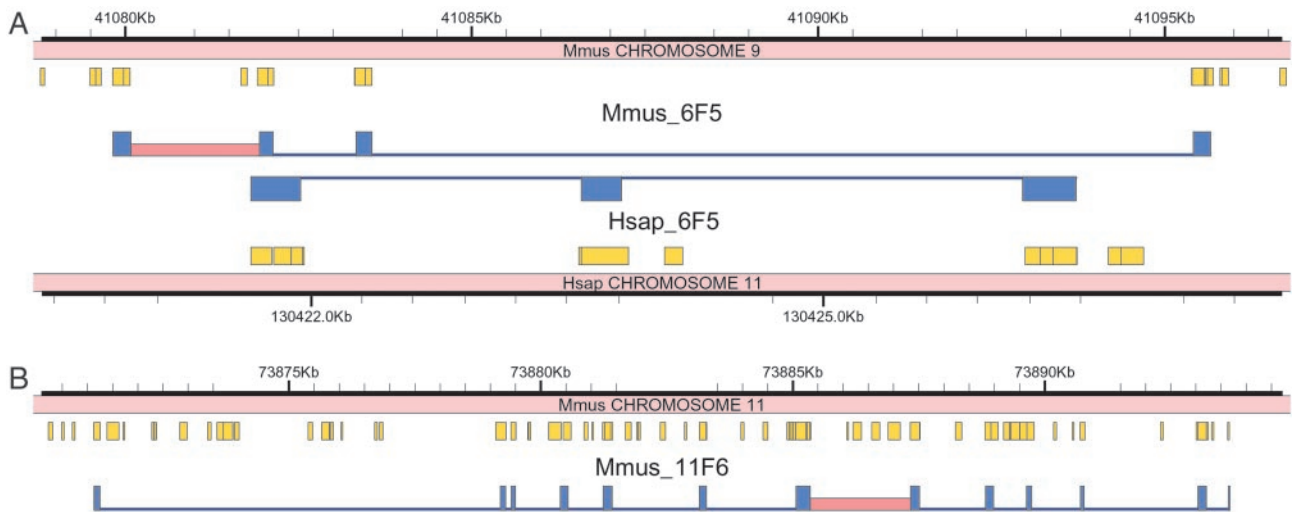 A
41080Kb 41085Kb 41090Kb 41095Kb
Mmus CHROMOSOME 9
Mmus_6F5
Hsap_6F5
Hsap CHROMOSOME 11
130422.0Kb 130425.0Kb
B
73875Kb 73880Kb 73885Kb 73890Kb
Mmus CHROMOSOME 11
Mmus_11F6